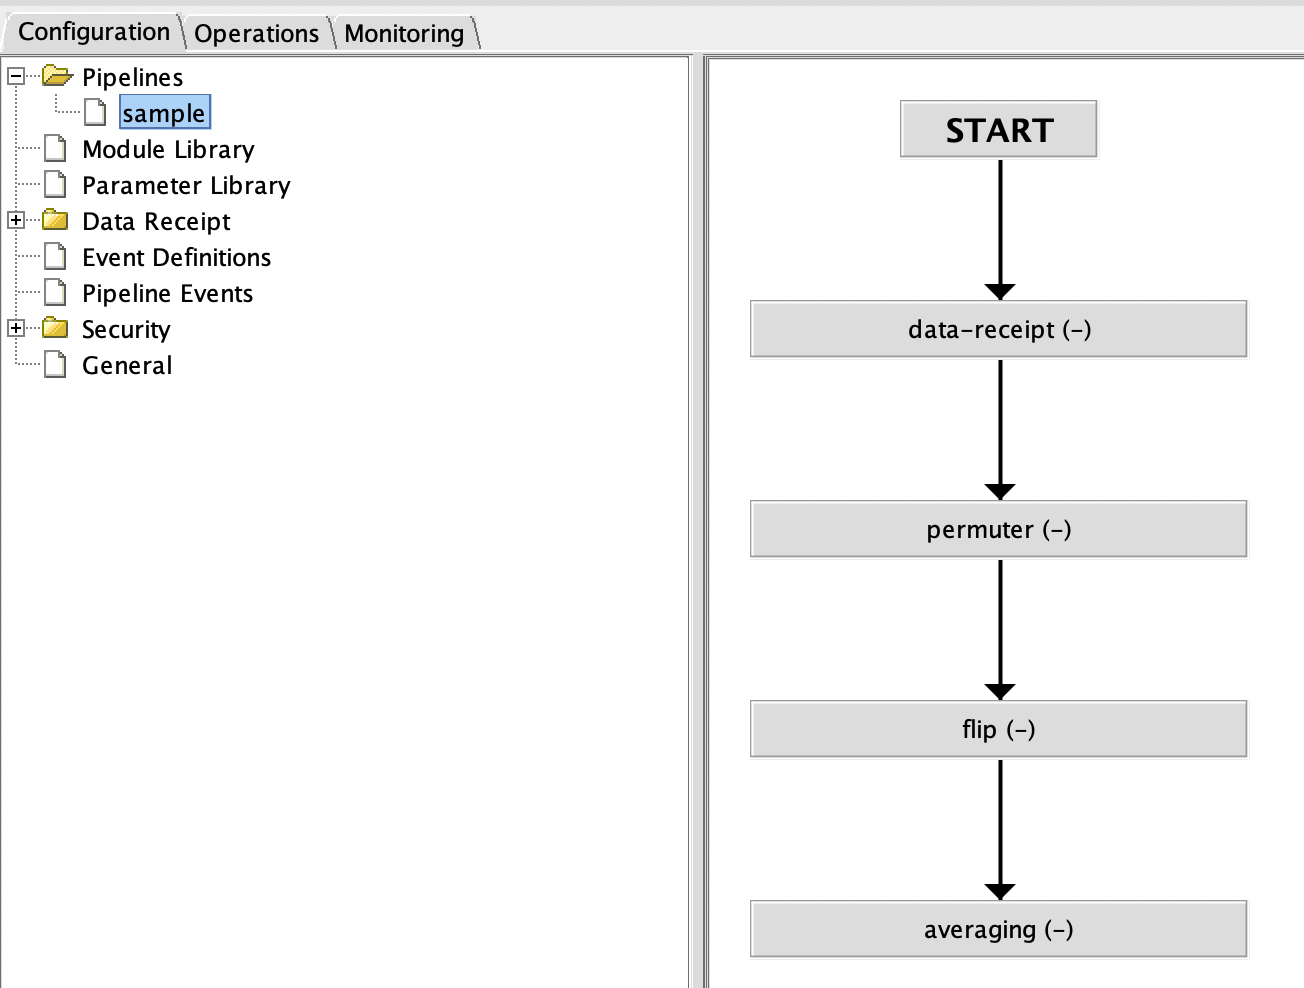 Configuration Operations Monitoring
Pipelines
sample
Module Library
Parameter Library
Data Receipt
Event Definitions
Pipeline Events
Security
General
START
data-receipt (-)
permuter (-)
flip (-)
averaging (-)